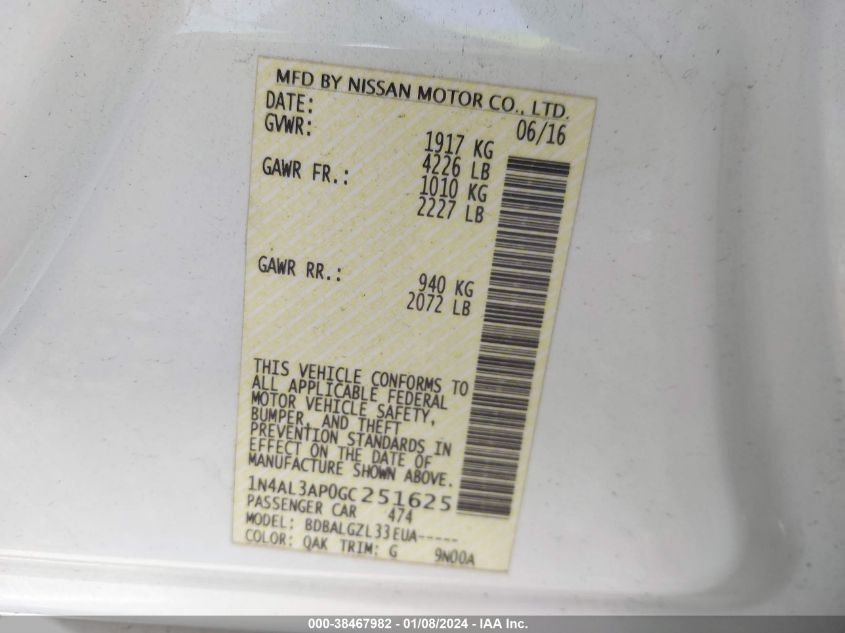 MFD BY NISSAN MOTOR CO., LTD.
DATE: 06/16
GVWR: 1917 KG
4226 LB
GAWR FR.: 1010 KG
2227 LB
GAWR RR.: 940 KG
2072 LB
THIS VEHICLE CONFORMS TO
ALL APPLICABLE FEDERAL
MOTOR VEHICLE SAFETY,
BUMPER, AND THEFT
PREVENTION STANDARDS IN
EFFECT ON THE DATE OF
MANUFACTURE SHOWN ABOVE.
1N4AL3AP0GC251625
PASSENGER CAR 474
MODEL: BDBALGZL33EUA-----
COLOR: QAK TRIM: G 9N00A
000-38467982 - 01/08/2024 - IAA Inc.